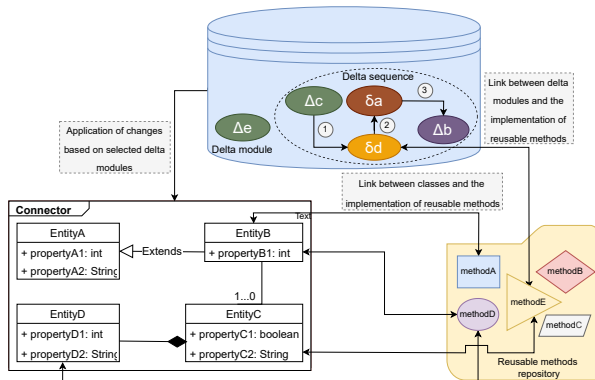 Delta sequence
3
Δc
δa
Δe
1
2
Δb
δd
Delta module
Link between delta
modules and the
implementation of
reusable methods
Application of changes
based on selected delta
modules
Link between classes and the
implementation of reusable methods
Connector
Text
EntityA
+ propertyA1: int
+ propertyA2: String
Extends
EntityB
+ propertyB1: int
1...0
EntityD
+ propertyD1: int
+ propertyD2: String
EntityC
+ propertyC1: boolean
+ propertyC2: String
methodA
methodB
methodE
methodD
methodC
Reusable methods
repository